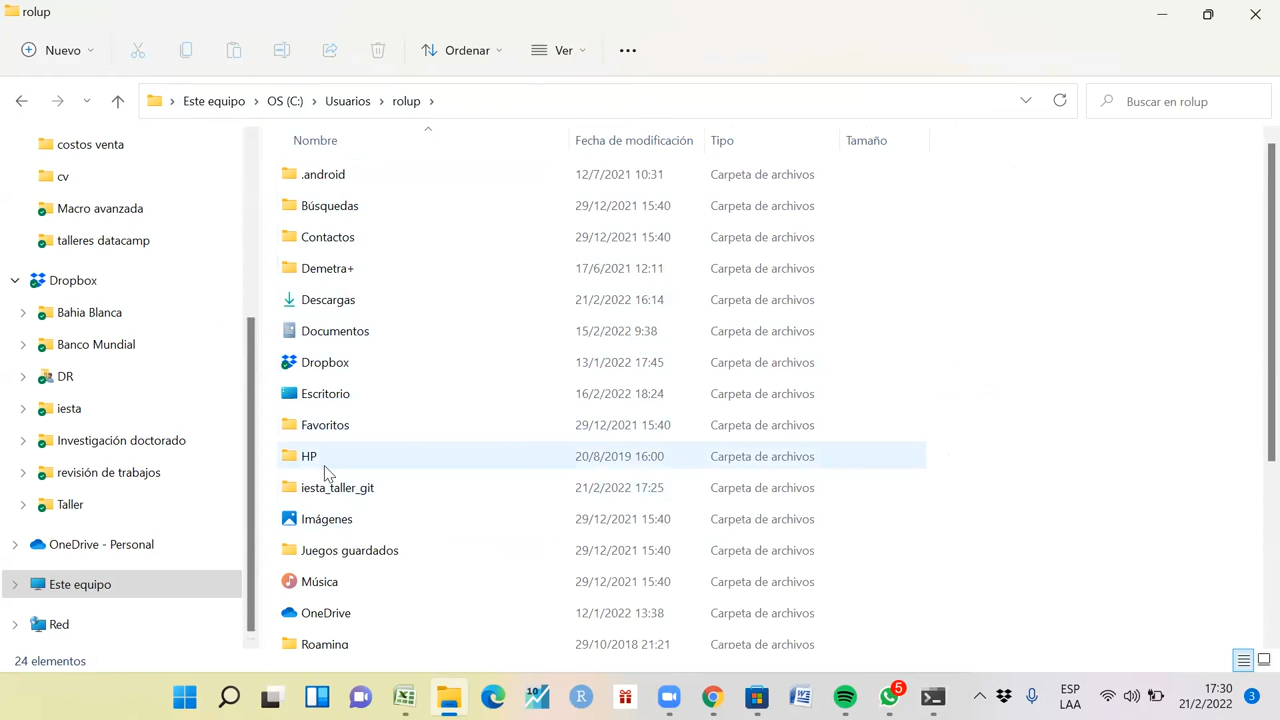 rolup
Nuevo
Ordenar
Ver
Este equipo > OS (C:) > Usuarios > rolup >
Buscar en rolup
costos venta
cv
Macro avanzada
talleres datacamp
Dropbox
Bahia Blanca
Banco Mundial
DR
iesta
Investigación doctorado
revisión de trabajos
Taller
OneDrive - Personal
Este equipo
Red
Nombre Fecha de modificación Tipo Tamaño
.android 12/7/2021 10:31 Carpeta de archivos
Búsquedas 29/12/2021 15:40 Carpeta de archivos
Contactos 29/12/2021 15:40 Carpeta de archivos
Demetra+ 17/6/2021 12:11 Carpeta de archivos
Descargas 21/2/2022 16:14 Carpeta de archivos
Documentos 15/2/2022 9:38 Carpeta de archivos
Dropbox 13/1/2022 17:45 Carpeta de archivos
Escritorio 16/2/2022 18:24 Carpeta de archivos
Favoritos 29/12/2021 15:40 Carpeta de archivos
HP 20/8/2019 16:00 Carpeta de archivos
iesta_taller_git 21/2/2022 17:25 Carpeta de archivos
Imágenes 29/12/2021 15:40 Carpeta de archivos
Juegos guardados 29/12/2021 15:40 Carpeta de archivos
Música 29/12/2021 15:40 Carpeta de archivos
OneDrive 12/1/2022 13:38 Carpeta de archivos
Roaming 29/10/2018 21:21 Carpeta de archivos
24 elementos
10
R
5
ESP
LAA
17:30
21/2/2022
3